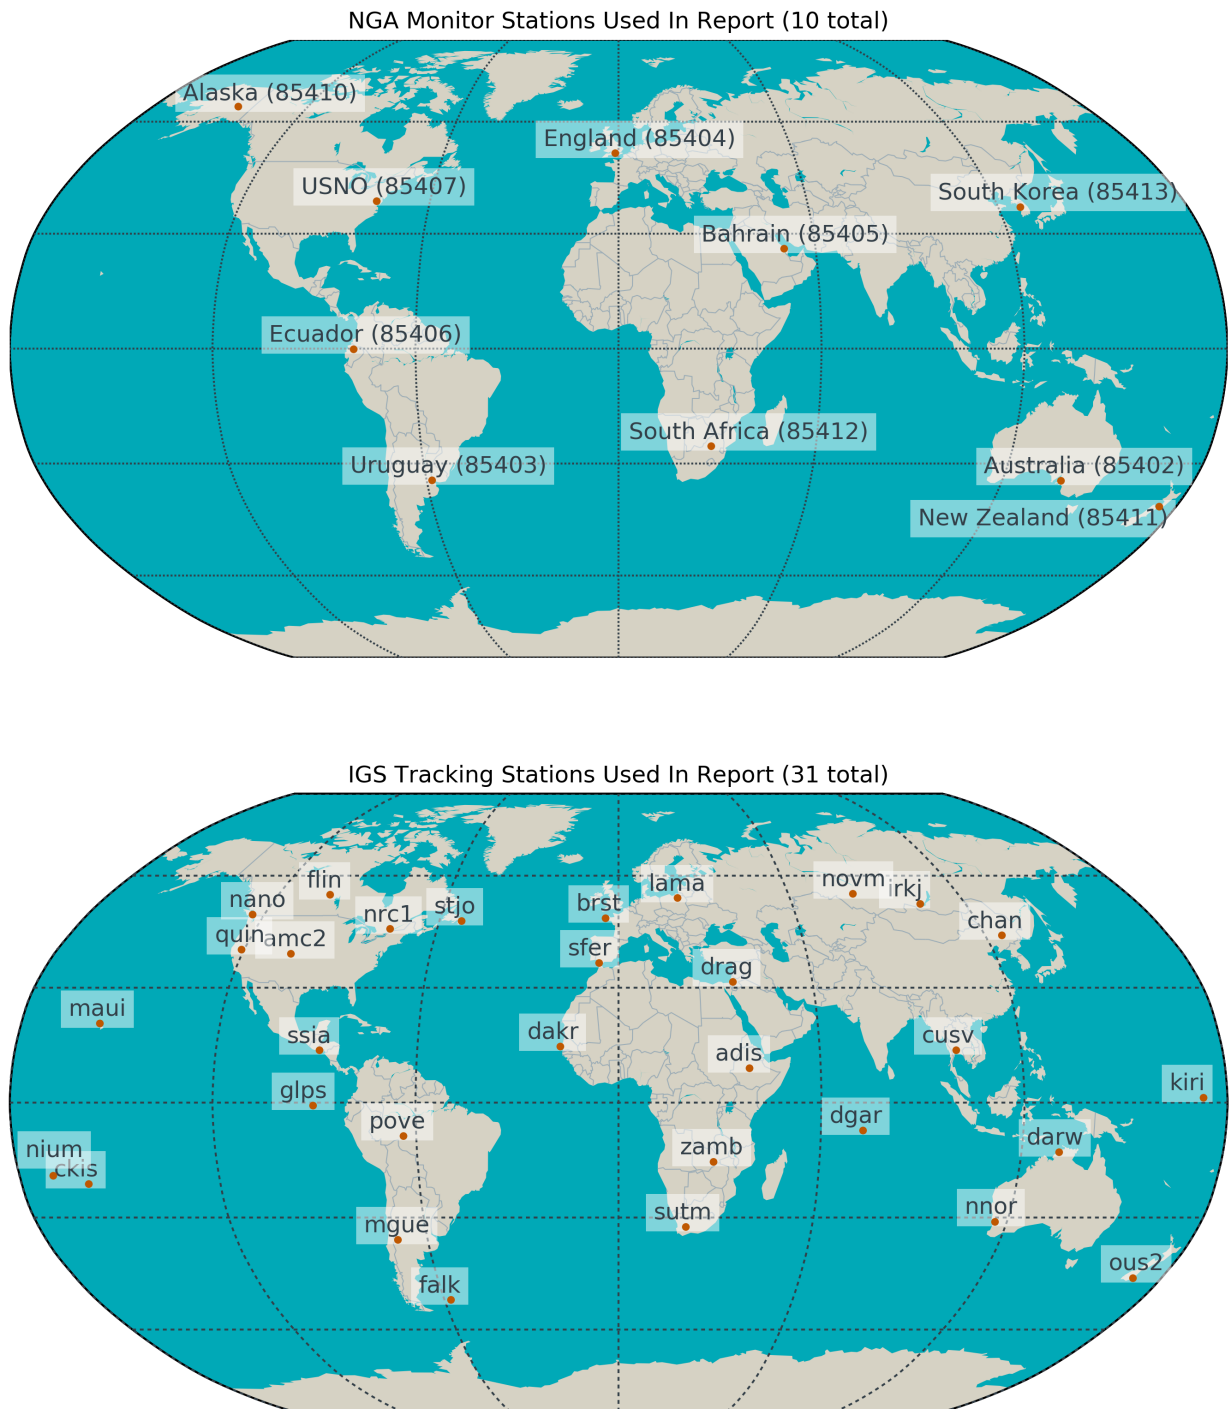 NGA Monitor Stations Used In Report (10 total)
Alaska (85410)
England (85404)
USNO (85407)
South Korea (85413)
Bahrain (85405)
Ecuador (85406)
South Africa (85412)
Uruguay (85403)
Australia (85402)
New Zealand (85411)
IGS Tracking Stations Used In Report (31 total)
flin
lama
novm
irkj
nano
brst
stjo
nrc1
chan
quin
amc2
sfer
drag
maui
ssia
dakr
cusv
adis
kiri
glps
dgar
pove
darw
zamb
nium
ckis
nnor
sutm
mgue
ous2
falk